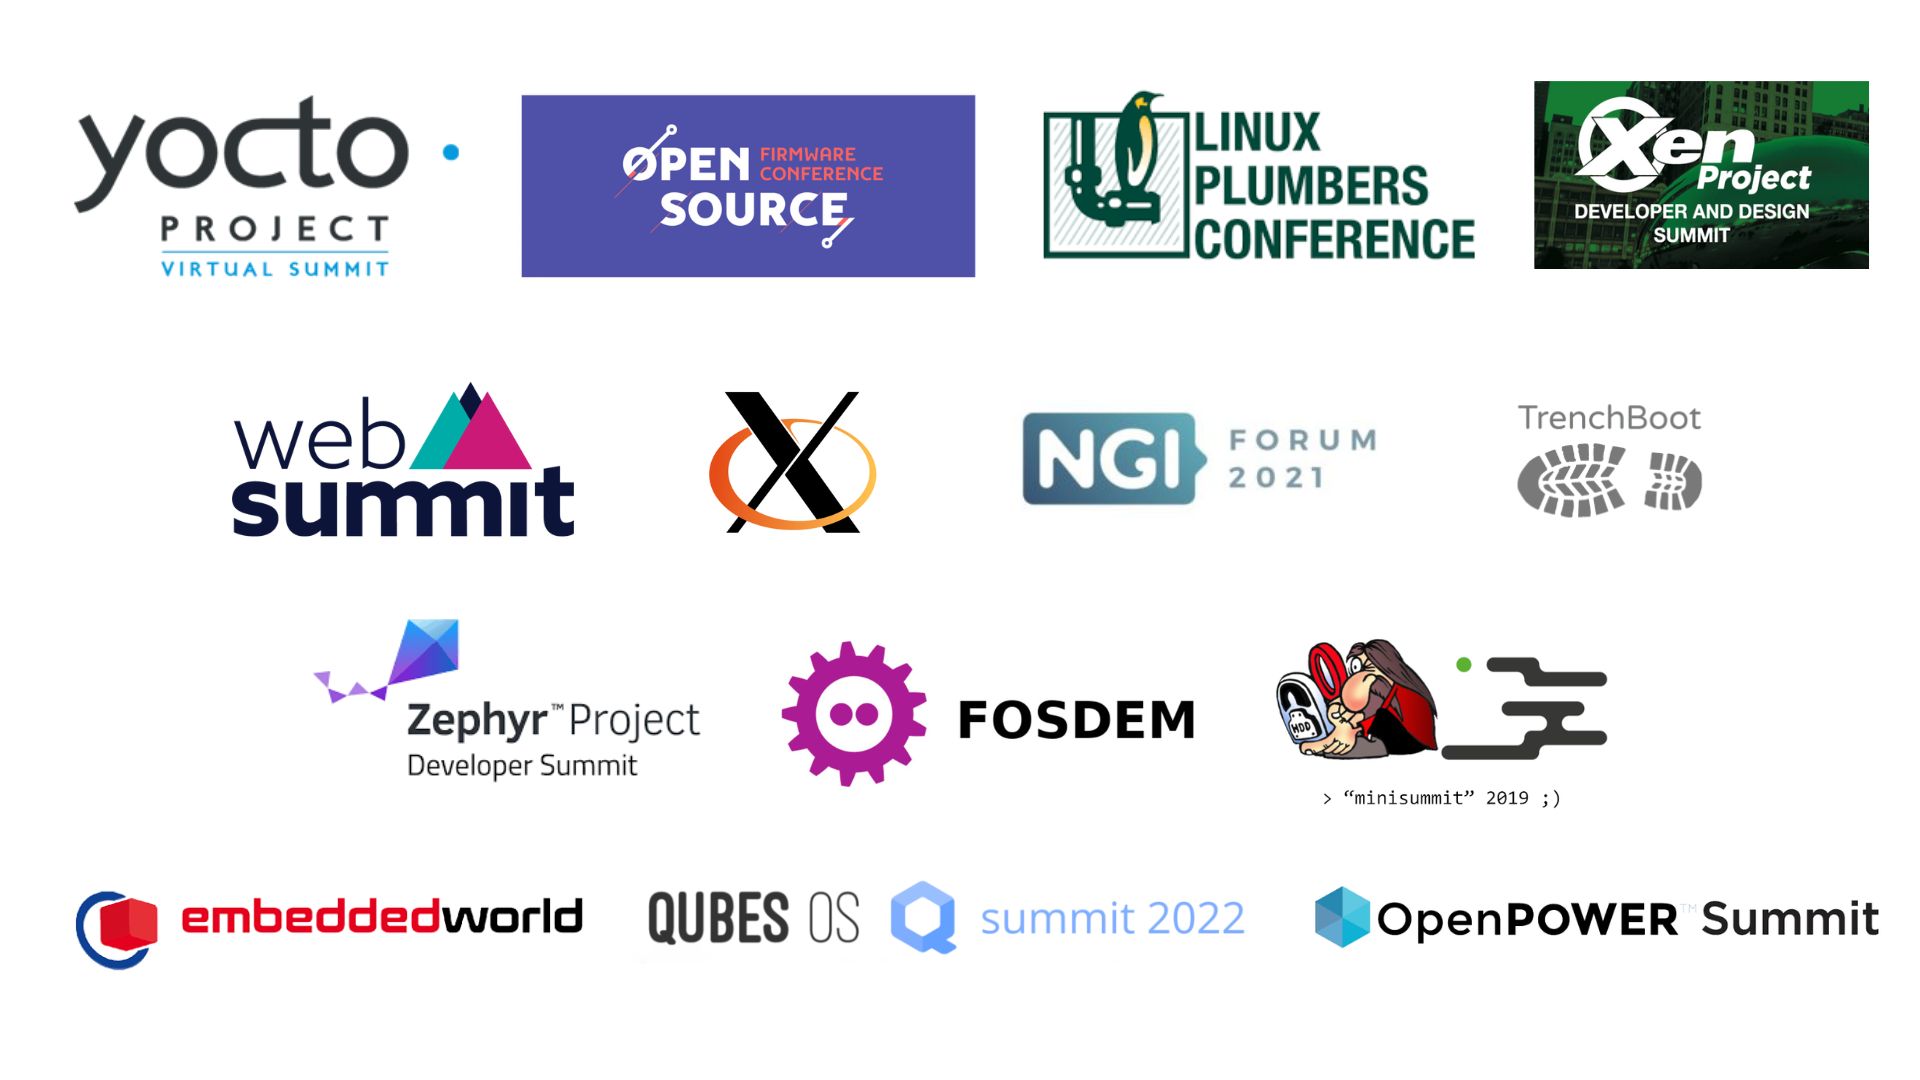 yocto
PROJECT
VIRTUAL SUMMIT
OPEN FIRMWARE
CONFERENCE
SOURCE
LINUX
PLUMBERS
CONFERENCE
Xen
Project
DEVELOPER AND DESIGN
SUMMIT
web
summit
X
NGI
FORUM
2021
TrenchBoot
Zephyr™ Project
Developer Summit
FOSDEM
HDD
> “minisummit” 2019 ;)
embeddedworld
QUBES OS
summit 2022
OpenPOWER™ Summit